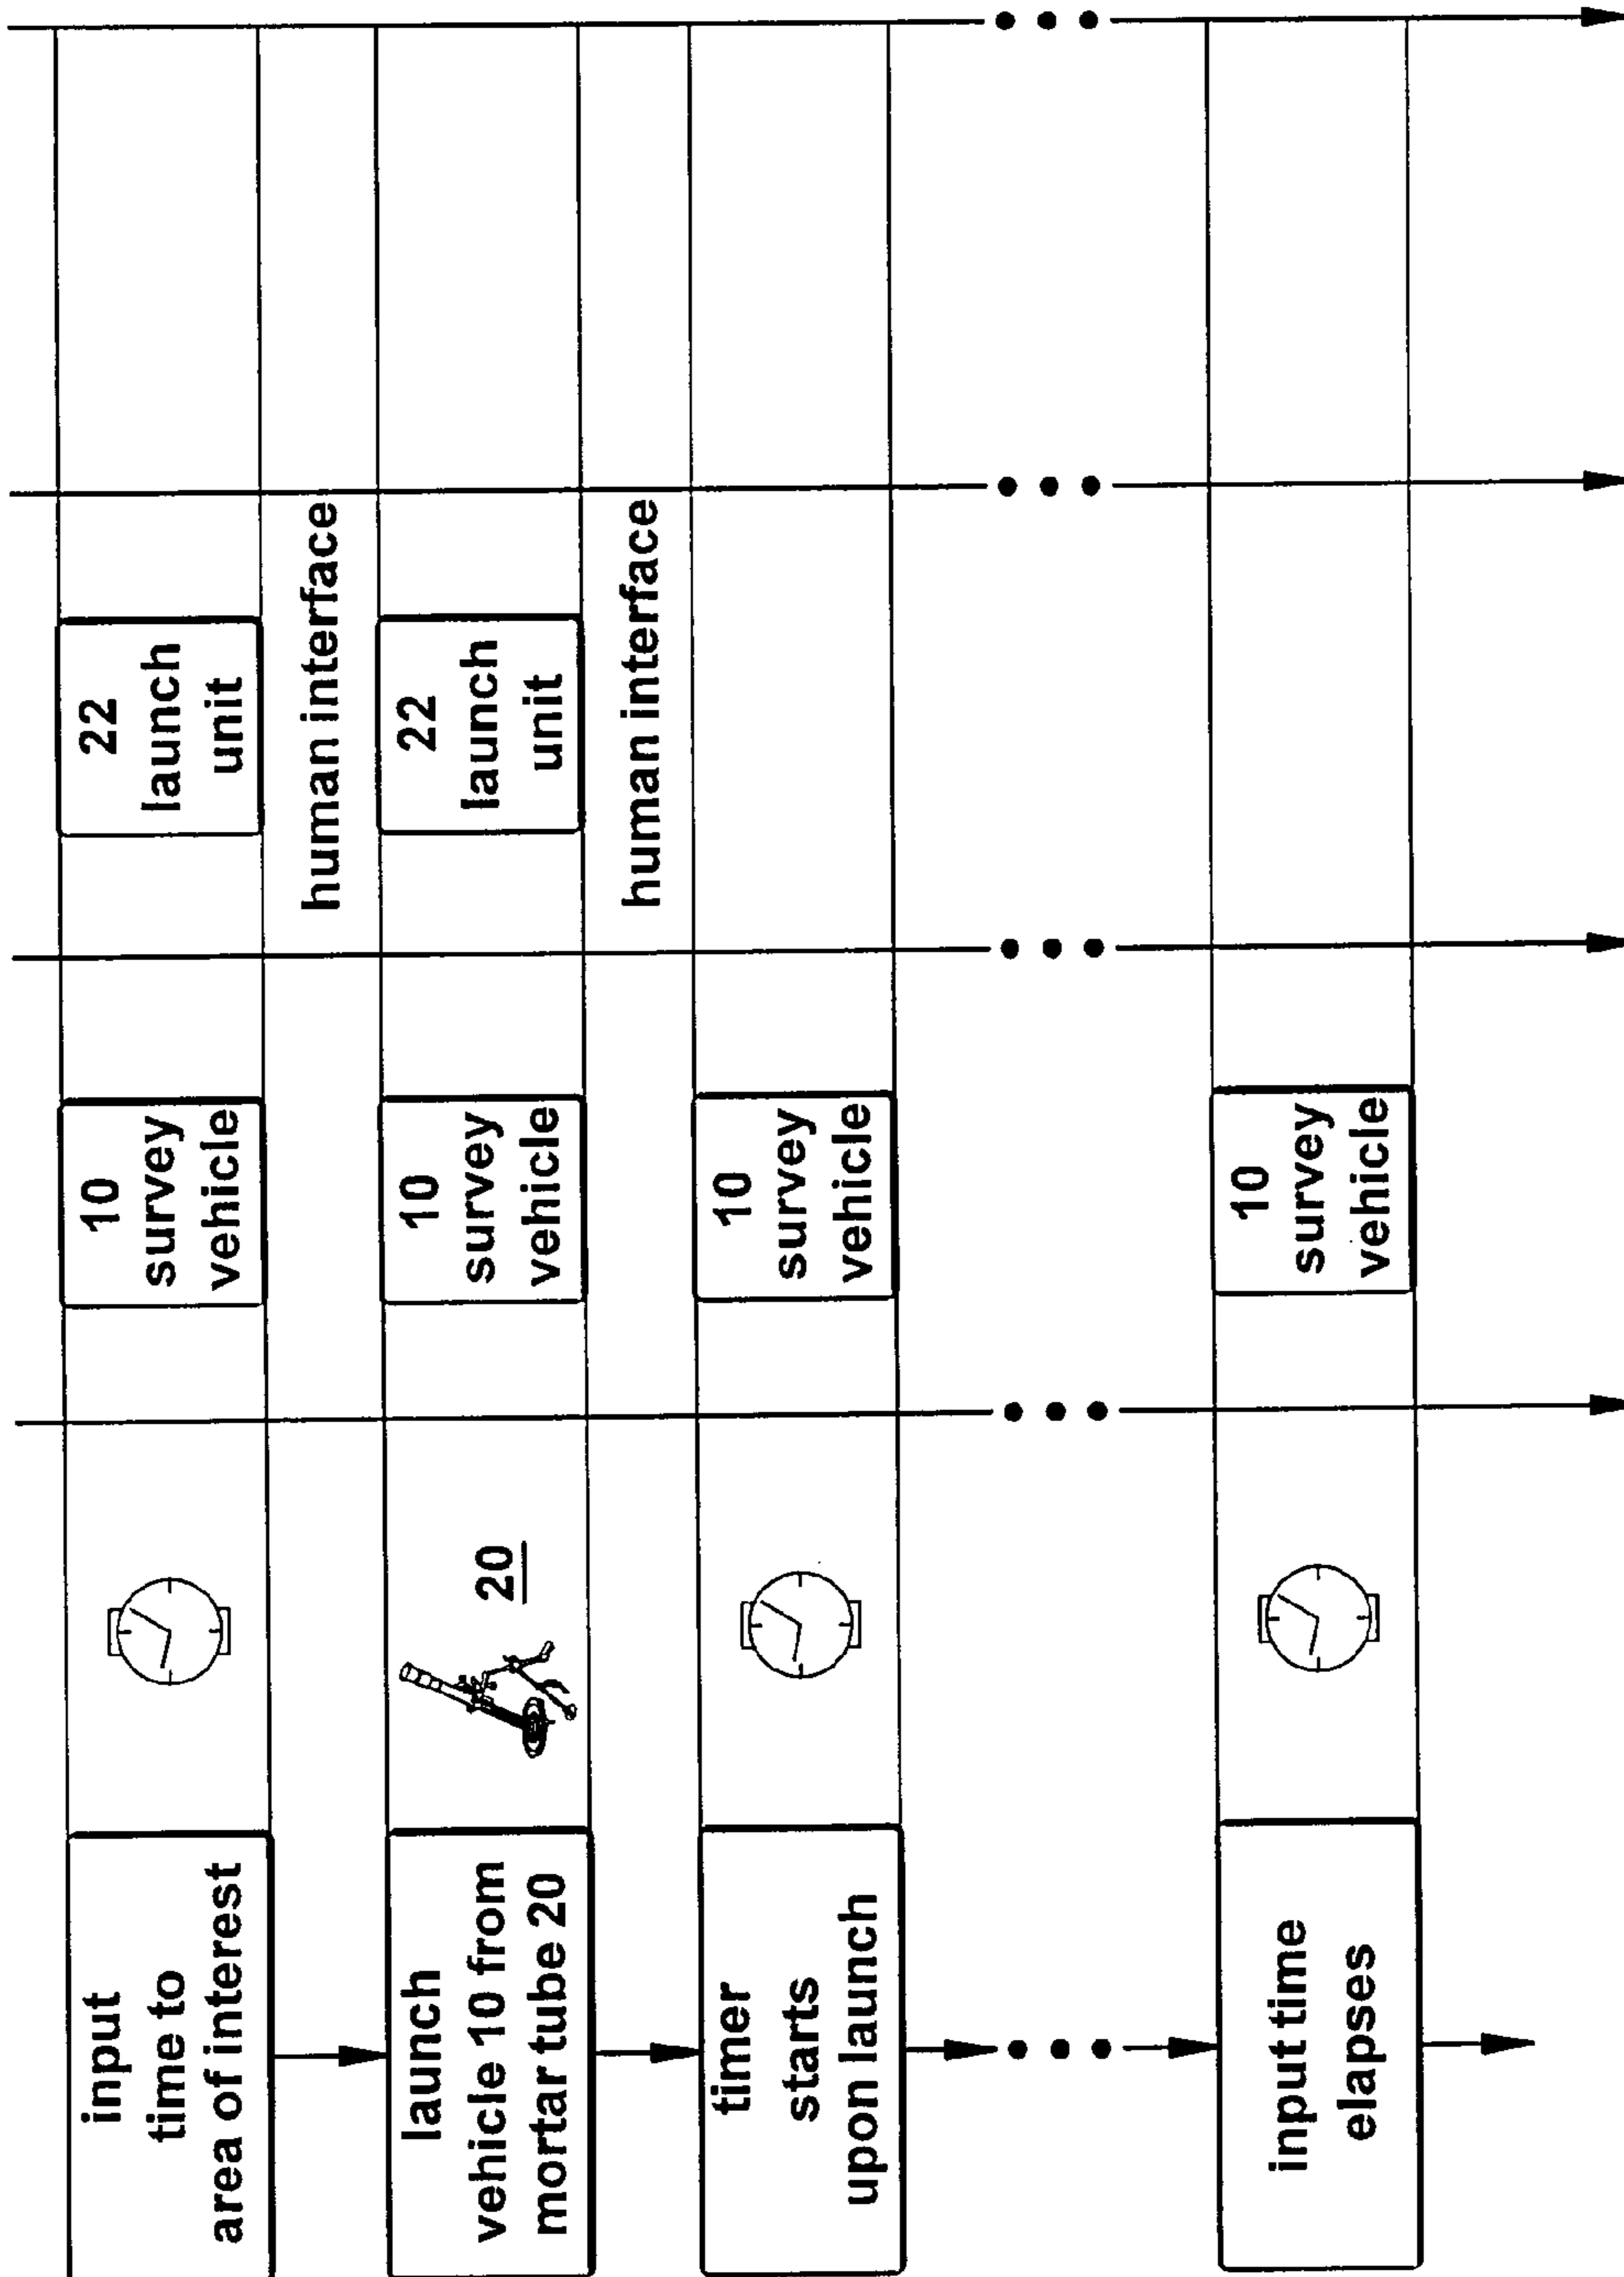 input
time to
area of interest
10
survey
vehicle
22
launch
unit
human interface
launch
vehicle 10 from
mortar tube 20
20
10
survey
vehicle
22
launch
unit
human interface
timer
starts
upon launch
10
survey
vehicle
input time
elapses
10
survey
vehicle